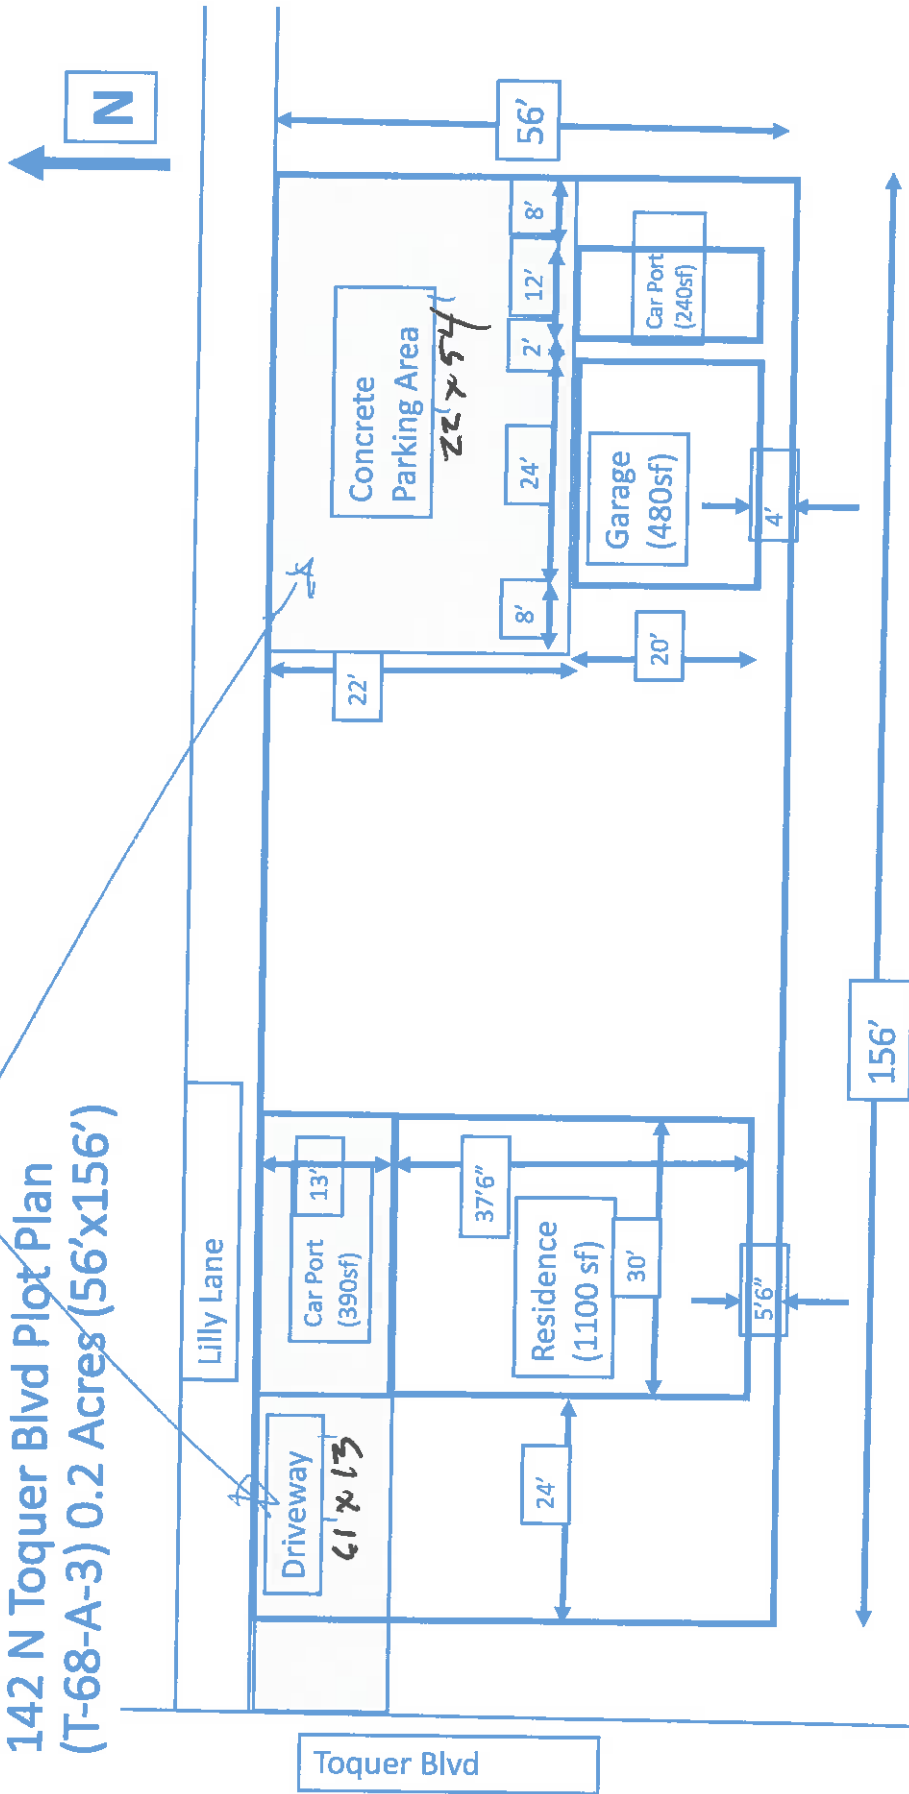 142 N Toquer Blvd Plot Plan
(T-68-A-3) 0.2 Acres (56'x156')
N
Lilly Lane
Toquer Blvd
Driveway
61' x 13'
Car Port
(390sf)
13'
37'6"
Residence
(1100 sf)
30'
24'
5'6"
Concrete
Parking Area
22' x 54'
22'
8'
24'
2'
12'
8'
20'
Garage
(480sf)
Car Port
(240sf)
4'
56'
156'